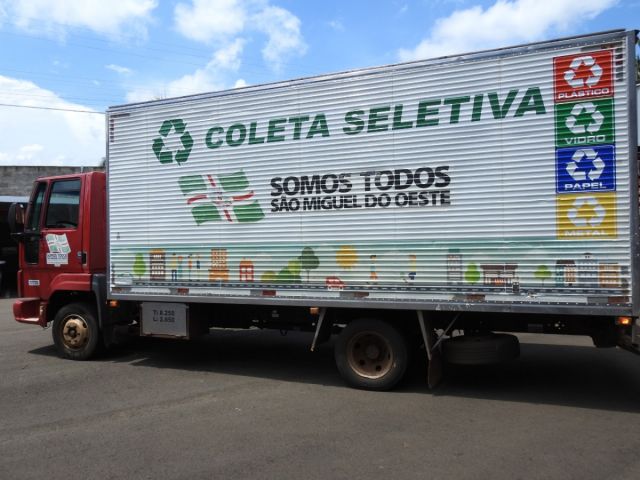 COLETA SELETIVA
SOMOS TODOS
SÃO MIGUEL DO OESTE
PLÁSTICO
VIDRO
PAPEL
METAL